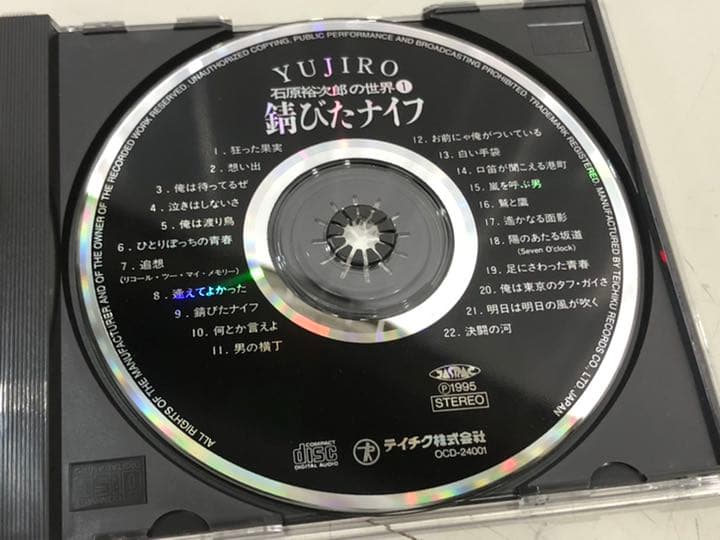 YUJIRO
石原裕次郎の世界1
錆びたナイフ
1. 狂った果実
2. 想い出
3. 俺は待ってるぜ
4. 泣きはしないさ
5. 俺は渡り鳥
6. ひとりぼっちの青春
7. 追想
(リコール・ツー・マイ・メモリー)
8. 逢えてよかった
9. 錆びたナイフ
10. 何とか言えよ
11. 男の横丁
12. お前にゃ俺がついている
13. 白い手袋
14. 口笛が聞こえる港町
15. 嵐を呼ぶ男
16. 鷲と鷹
17. 遙かなる面影
18. 陽のあたる坂道
(Seven O'clock)
19. 足にさわった青春
20. 俺は東京のタフ・ガイさ
21. 明日は明日の風が吹く
22. 決闘の河
JASRAC
Ⓟ1995
STEREO
COMPACT
disc
DIGITAL AUDIO
テイチク株式会社
OCD-24001
ALL RIGHTS OF THE MANUFACTURER AND OF THE OWNER OF THE RECORDED WORK RESERVED. UNAUTHORIZED COPYING, PUBLIC PERFORMANCE AND BROADCASTING PROHIBITED. TRADEMARK REGISTERED. MANUFACTURED BY TEICHIKU RECORDS CO., LTD. JAPAN